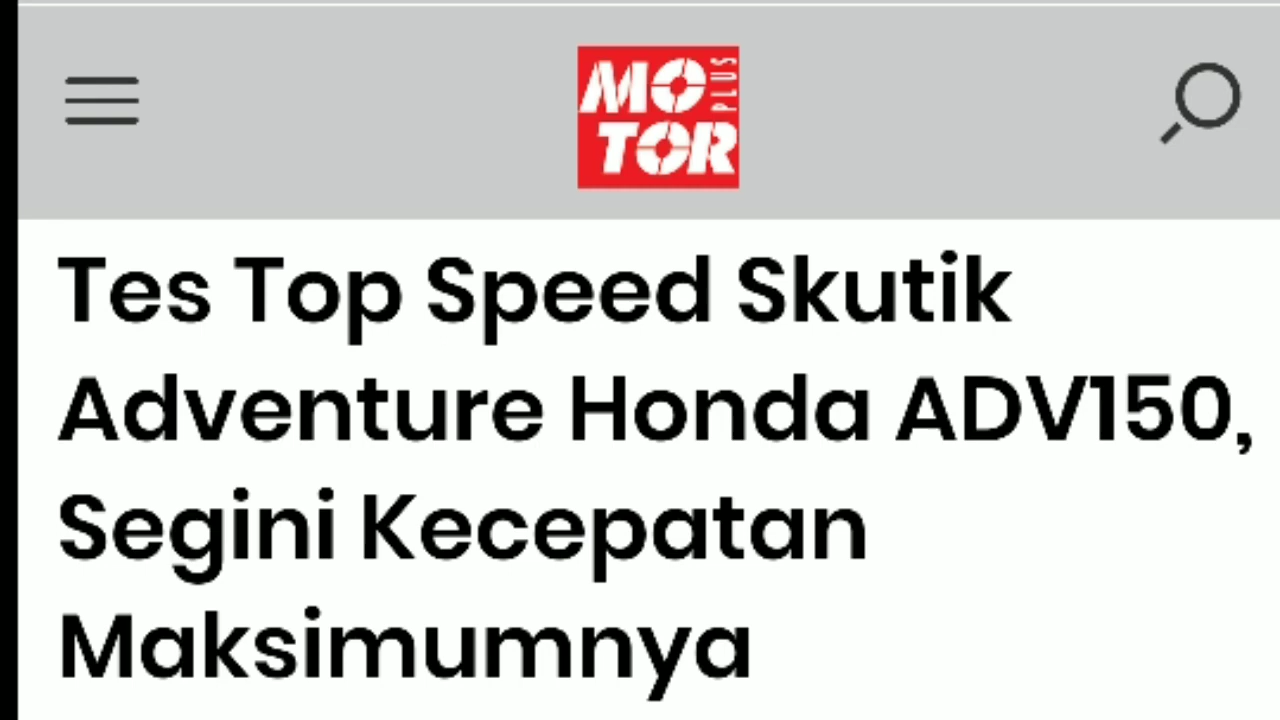 MO PLUS
TOR
Tes Top Speed Skutik
Adventure Honda ADV150,
Segini Kecepatan
Maksimumnya